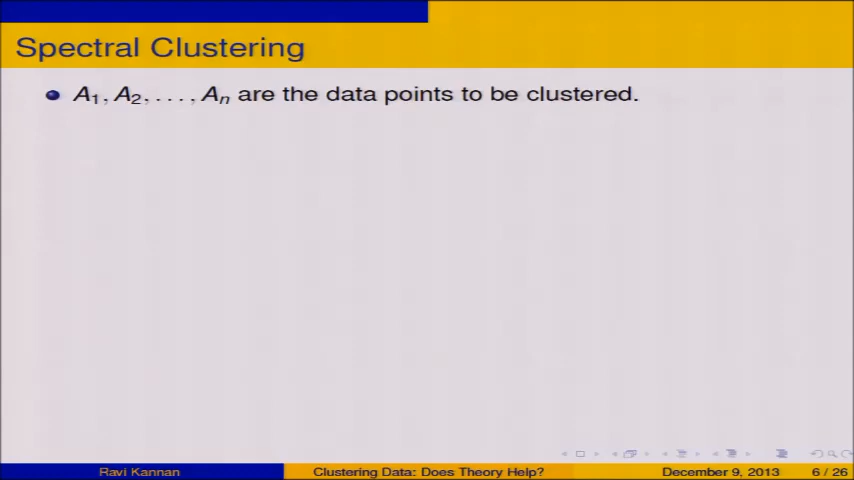 Spectral Clustering
A₁, A₂, . . . , Aₙ are the data points to be clustered.
Ravi Kannan
Clustering Data: Does Theory Help?
December 9, 2013
6 / 26